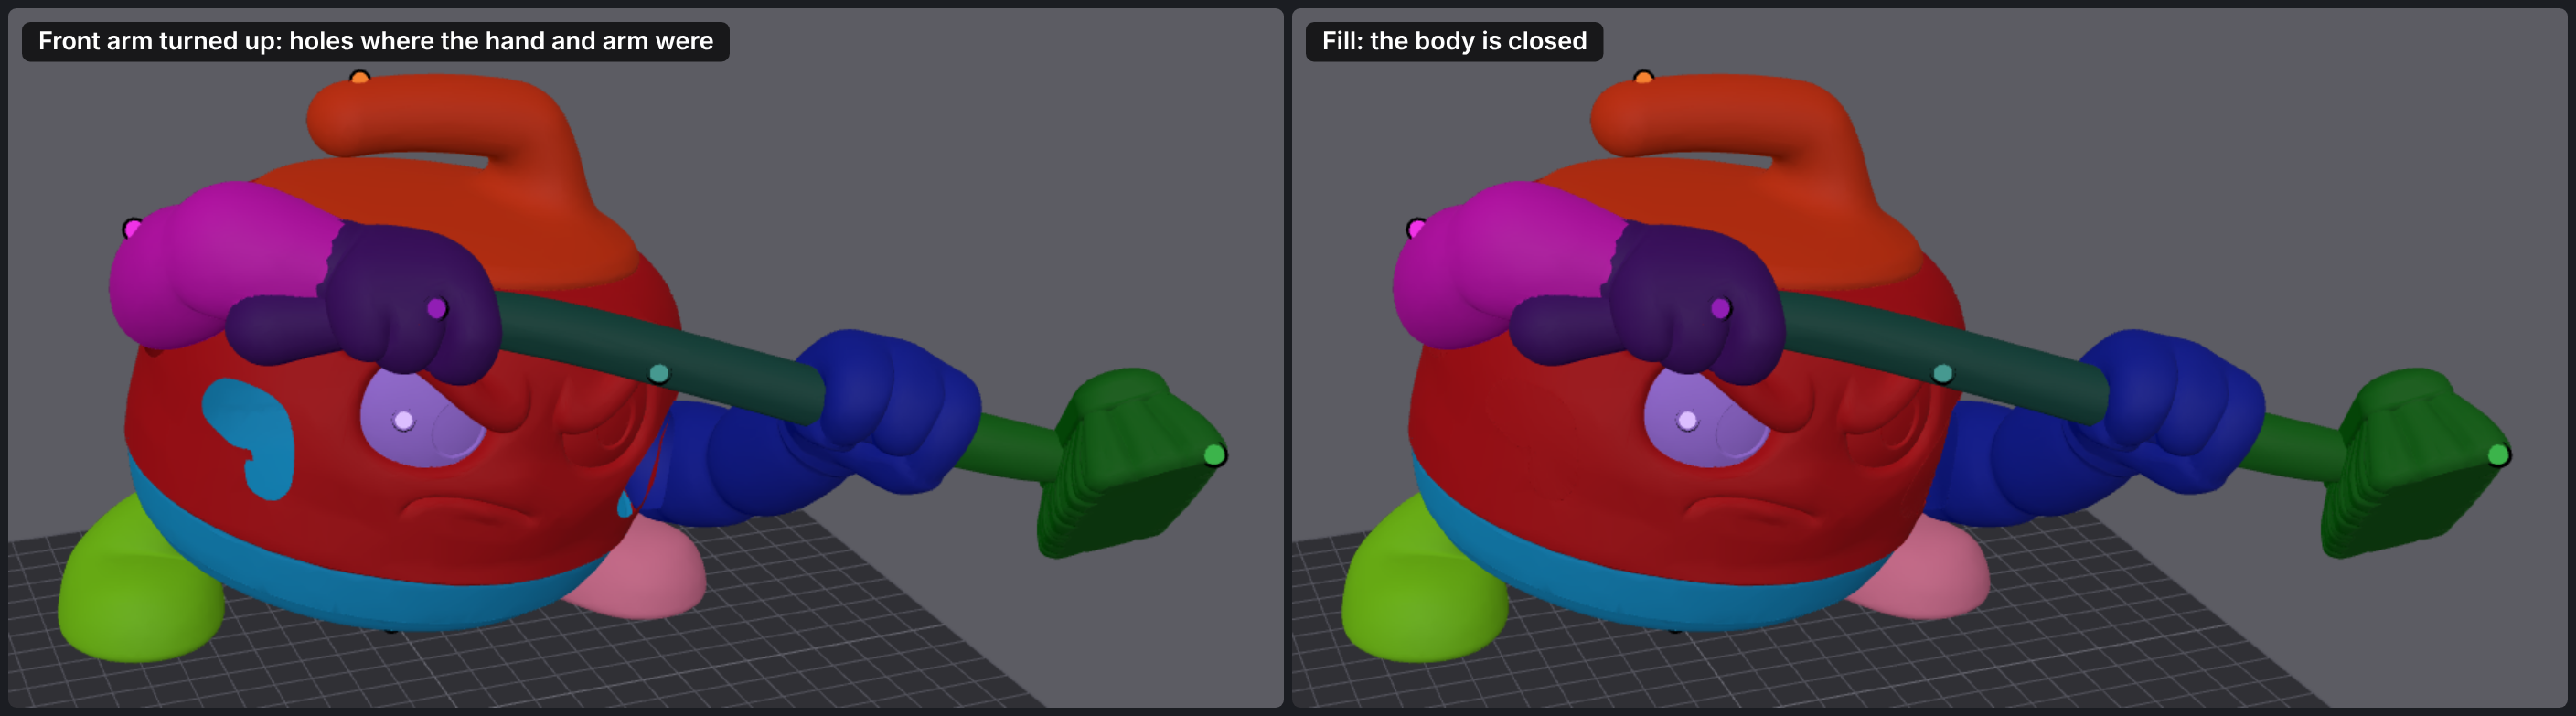 Front arm turned up: holes where the hand and arm were
Fill: the body is closed